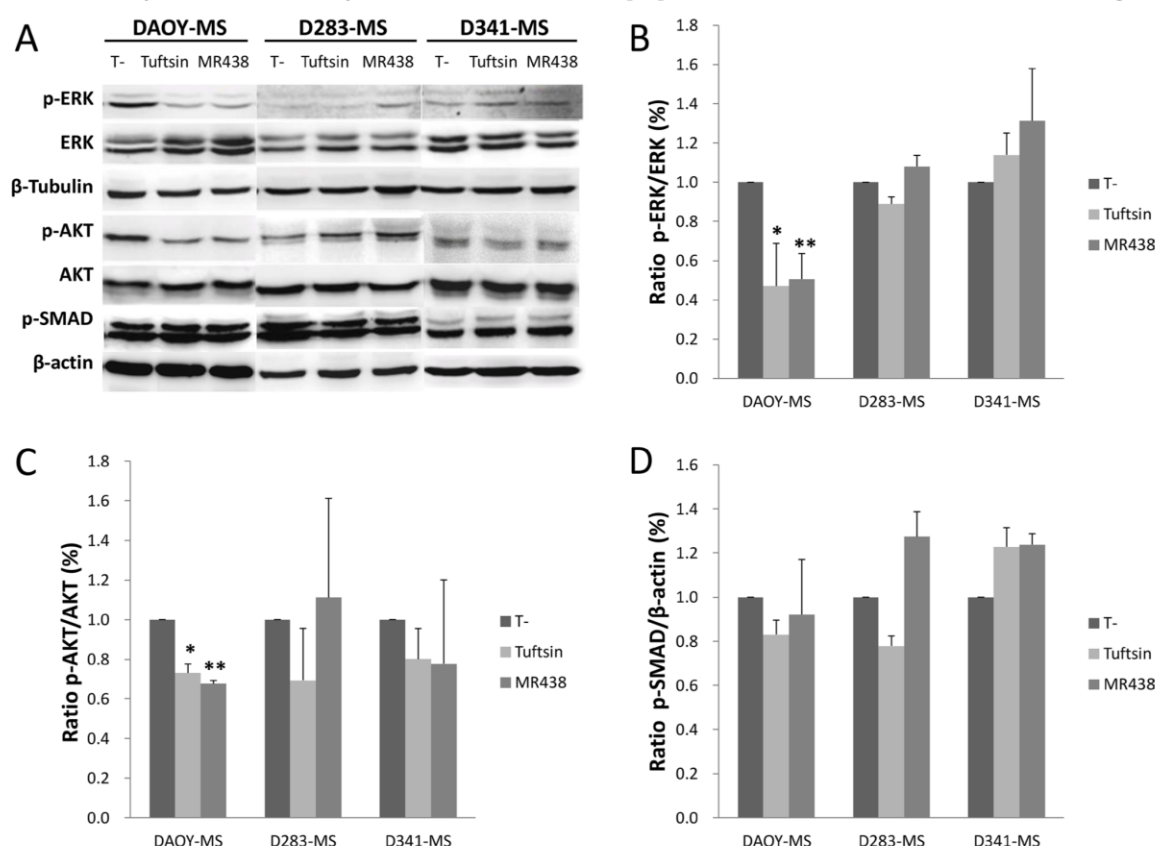 A
DAOY-MS D283-MS D341-MS
T- Tuftsin MR438 T- Tuftsin MR438 T- Tuftsin MR438
p-ERK
ERK
β-Tubulin
p-AKT
AKT
p-SMAD
β-actin
B
Ratio p-ERK/ERK (%)
1.8
1.6
1.4
1.2
1.0
0.8
0.6
0.4
0.2
0.0
* **
DAOY-MS D283-MS D341-MS
T-
Tuftsin
MR438
C
Ratio p-AKT/AKT (%)
1.8
1.6
1.4
1.2
1.0
0.8
0.6
0.4
0.2
0.0
* **
DAOY-MS D283-MS D341-MS
T-
Tuftsin
MR438
D
Ratio p-SMAD/β-actin (%)
1.6
1.4
1.2
1.0
0.8
0.6
0.4
0.2
0.0
DAOY-MS D283-MS D341-MS
T-
Tuftsin
MR438